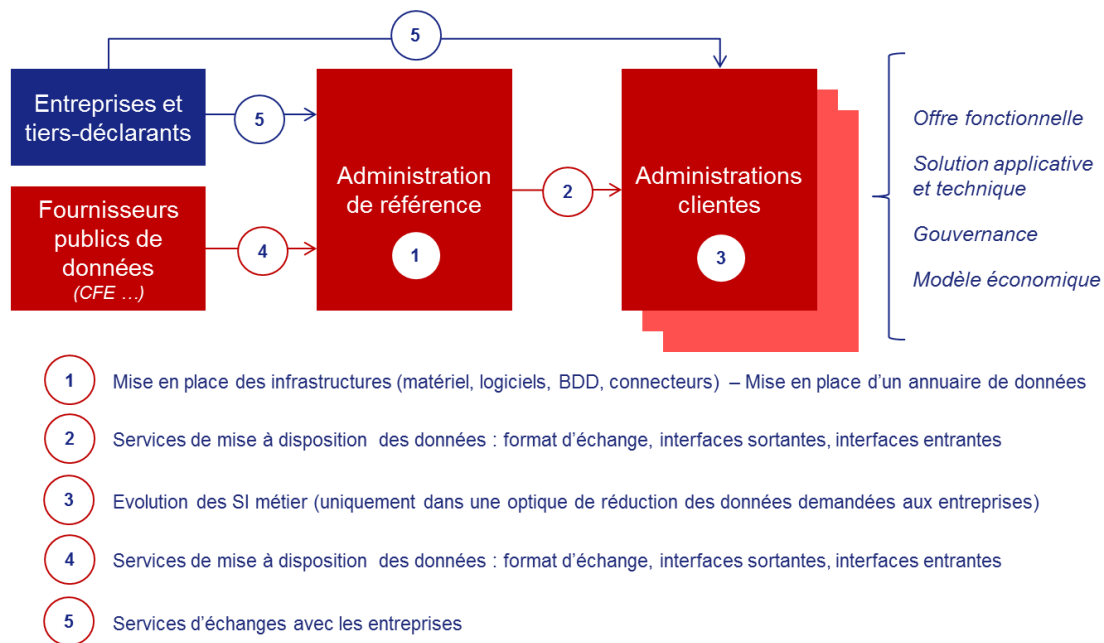 5
Entreprises et
tiers-déclarants
5
Fournisseurs
publics de
données
(CFE …)
4
Administration
de référence
1
2
Administrations
clientes
3
Offre fonctionnelle
Solution applicative
et technique
Gouvernance
Modèle économique
1 Mise en place des infrastructures (matériel, logiciels, BDD, connecteurs) – Mise en place d’un annuaire de données
2 Services de mise à disposition des données : format d’échange, interfaces sortantes, interfaces entrantes
3 Evolution des SI métier (uniquement dans une optique de réduction des données demandées aux entreprises)
4 Services de mise à disposition des données : format d’échange, interfaces sortantes, interfaces entrantes
5 Services d’échanges avec les entreprises